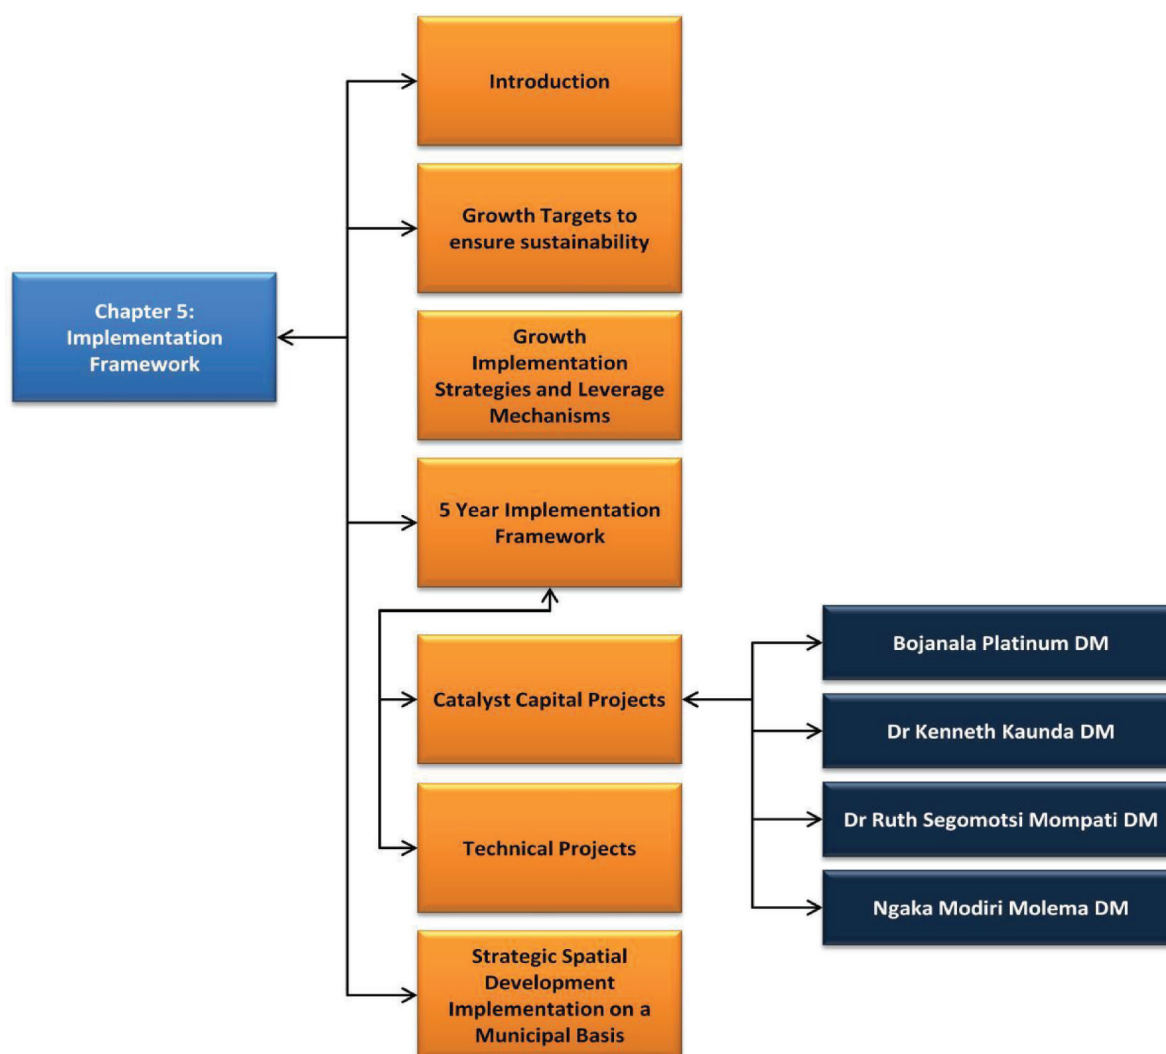 Introduction
Growth Targets to
ensure sustainability
Chapter 5:
Implementation
Framework
Growth
Implementation
Strategies and Leverage
Mechanisms
5 Year Implementation
Framework
Catalyst Capital Projects
Technical Projects
Strategic Spatial
Development
Implementation on a
Municipal Basis
Bojanala Platinum DM
Dr Kenneth Kaunda DM
Dr Ruth Segomotsi Mompati DM
Ngaka Modiri Molema DM